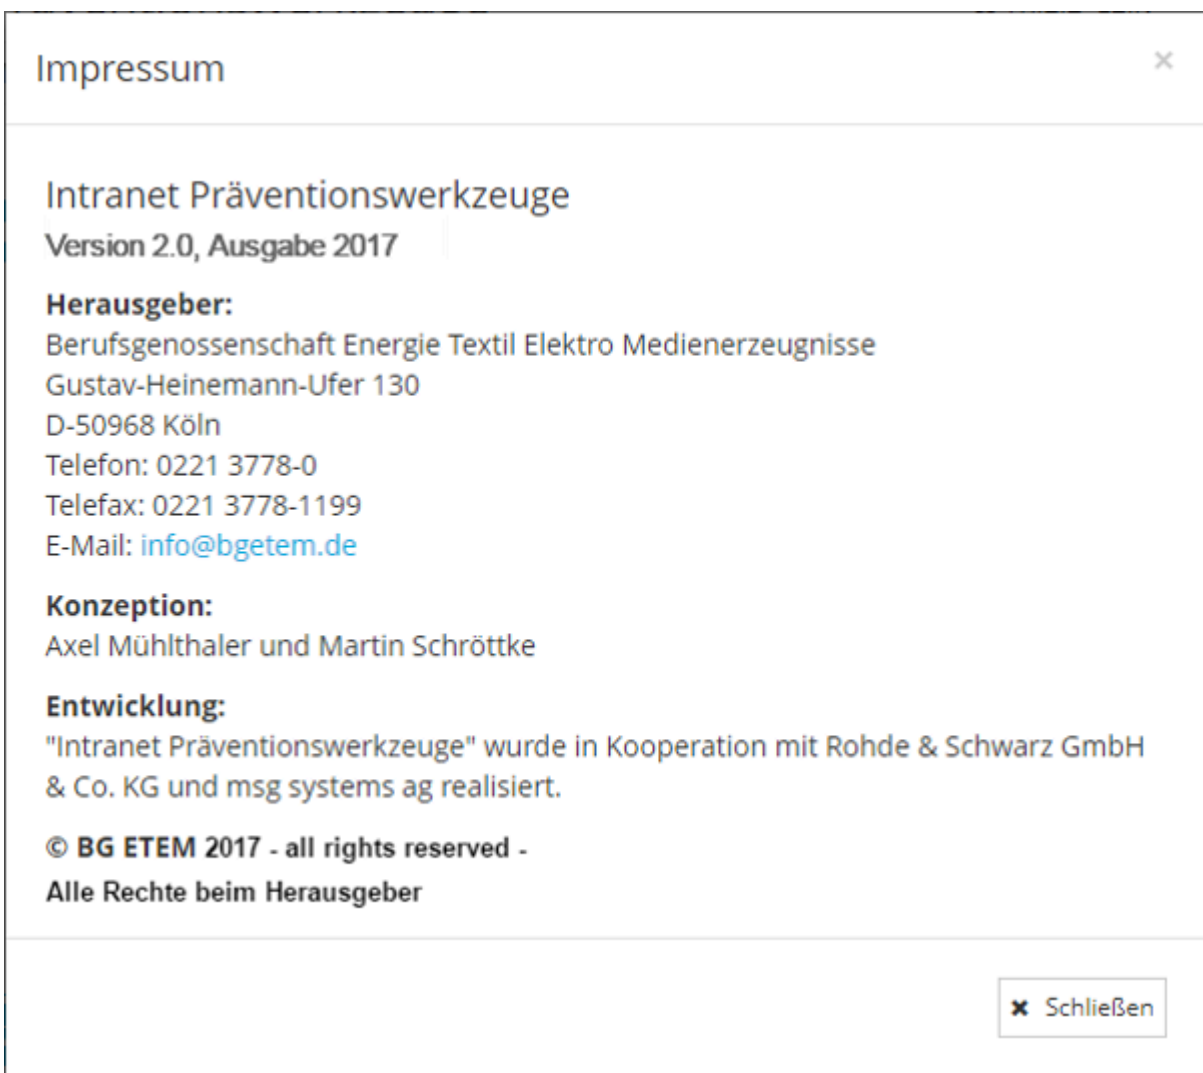 Impressum
×
Intranet Präventionswerkzeuge
Version 2.0, Ausgabe 2017
Herausgeber:
Berufsgenossenschaft Energie Textil Elektro Medienerzeugnisse
Gustav-Heinemann-Ufer 130
D-50968 Köln
Telefon: 0221 3778-0
Telefax: 0221 3778-1199
E-Mail: info@bgetem.de
Konzeption:
Axel Mühlthaler und Martin Schröttke
Entwicklung:
"Intranet Präventionswerkzeuge" wurde in Kooperation mit Rohde & Schwarz GmbH
& Co. KG und msg systems ag realisiert.
© BG ETEM 2017 - all rights reserved -
Alle Rechte beim Herausgeber
✖ Schließen